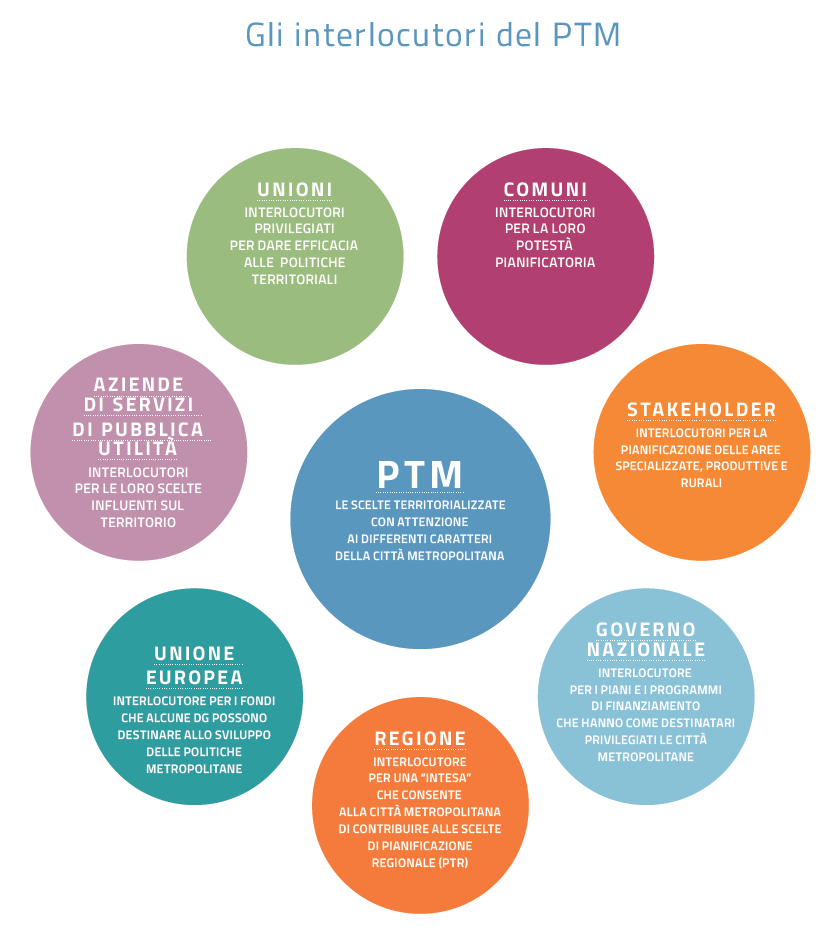 Gli interlocutori del PTM
UNIONI
INTERLOCUTORI
PRIVILEGIATI
PER DARE EFFICACIA
ALLE POLITICHE
TERRITORIALI
COMUNI
INTERLOCUTORI
PER LA LORO
POTESTÀ
PIANIFICATORIA
AZIENDE
DI SERVIZI
DI PUBBLICA
UTILITÀ
INTERLOCUTORI
PER LE LORO SCELTE
INFLUENTI SUL
TERRITORIO
STAKEHOLDER
INTERLOCUTORI PER LA
PIANIFICAZIONE DELLE AREE
SPECIALIZZATE, PRODUTTIVE E
RURALI
PTM
LE SCELTE TERRITORIALIZZATE
CON ATTENZIONE
AI DIFFERENTI CARATTERI
DELLA CITTÀ METROPOLITANA
UNIONE
EUROPEA
INTERLOCUTORE PER I FONDI
CHE ALCUNE DG POSSONO
DESTINARE ALLO SVILUPPO
DELLE POLITICHE
METROPOLITANE
GOVERNO
NAZIONALE
INTERLOCUTORE
PER I PIANI E I PROGRAMMI
DI FINANZIAMENTO
CHE HANNO COME DESTINATARI
PRIVILEGIATI LE CITTÀ
METROPOLITANE
REGIONE
INTERLOCUTORE
PER UNA “INTESA”
CHE CONSENTE
ALLA CITTÀ METROPOLITANA
DI CONTRIBUIRE ALLE SCELTE
DI PIANIFICAZIONE
REGIONALE (PTR)